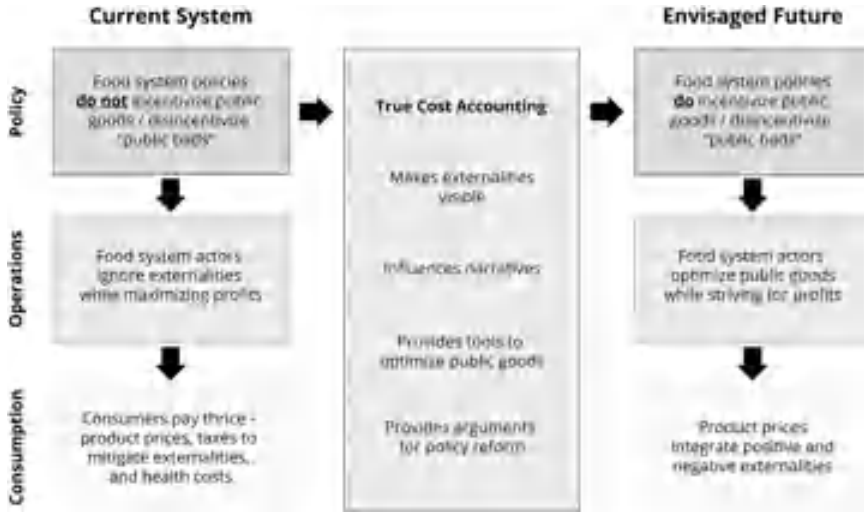 Current System
Envisaged Future
Policy
Food system policies
do not incentivize public
goods / disincentivize
"public bads"
True Cost Accounting
Makes externalities
visible
Influences narratives
Provides tools to
optimize public goods
Provides arguments
for policy reform
Food system policies
do incentivize public
goods / disincentivize
"public bads"
Operations
Food system actors
ignore externalities
while maximizing profits
Food system actors
optimize public goods
while striving for profits
Consumption
Consumers pay thrice -
product prices, taxes to
mitigate externalities,
and health costs
Product prices
integrate positive and
negative externalities